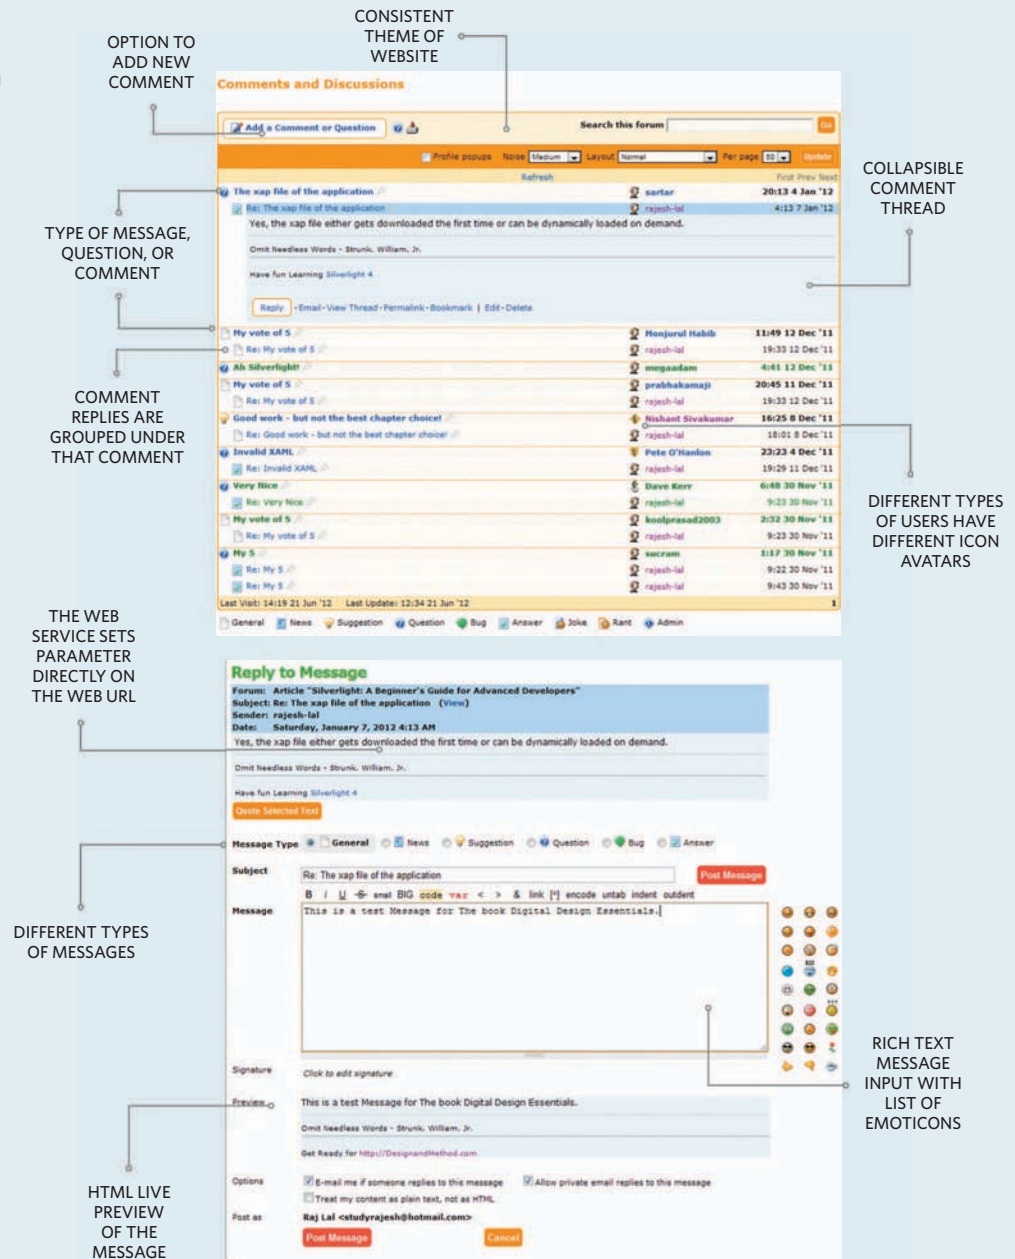 CONSISTENT
THEME OF
WEBSITE
OPTION TO
ADD NEW
COMMENT
Comments and Discussions
Add a Comment or Question
Search this forum
Go
Profile popups Noise Medium Layout Normal Per page 50 Update
Refresh First Prev Next
The xap file of the application sartar 20:13 4 Jan '12
Re: The xap file of the application rajesh-lal 4:13 7 Jan '12
Yes, the xap file either gets downloaded the first time or can be dynamically loaded on demand.
Omit Needless Words - Strunk, William, Jr.
Have fun Learning Silverlight 4
Reply · Email · View Thread · Permalink · Bookmark | Edit · Delete
My vote of 5 Monjurul Habib 11:49 12 Dec '11
Re: My vote of 5 rajesh-lal 19:33 12 Dec '11
Ah Silverlight! megaadam 4:41 12 Dec '11
My vote of 5 prabhakamaji 20:45 11 Dec '11
Re: My vote of 5 rajesh-lal 19:33 12 Dec '11
Good work - but not the best chapter choice! Nishant Sivakumar 16:25 8 Dec '11
Re: Good work - but not the best chapter choice! rajesh-lal 18:01 8 Dec '11
Invalid XAML Pete O'Hanlon 23:23 4 Dec '11
Re: Invalid XAML rajesh-lal 19:29 11 Dec '11
Very Nice Dave Kerr 6:48 30 Nov '11
Re: Very Nice rajesh-lal 9:23 30 Nov '11
My vote of 5 koolprasad2003 2:32 30 Nov '11
Re: My vote of 5 rajesh-lal 9:23 30 Nov '11
My 5 sucram 1:17 30 Nov '11
Re: My 5 rajesh-lal 9:22 30 Nov '11
Re: My 5 rajesh-lal 9:43 30 Nov '11
Last Visit: 14:19 21 Jun '12 Last Update: 12:34 21 Jun '12 1
General News Suggestion Question Bug Answer Joke Rant Admin
COLLAPSIBLE
COMMENT
THREAD
TYPE OF MESSAGE,
QUESTION, OR
COMMENT
COMMENT
REPLIES ARE
GROUPED UNDER
THAT COMMENT
DIFFERENT TYPES
OF USERS HAVE
DIFFERENT ICON
AVATARS
THE WEB
SERVICE SETS
PARAMETER
DIRECTLY ON
THE WEB URL
Reply to Message
Forum: Article "Silverlight: A Beginner's Guide for Advanced Developers"
Subject: Re: The xap file of the application (View)
Sender: rajesh-lal
Date: Saturday, January 7, 2012 4:13 AM
Yes, the xap file either gets downloaded the first time or can be dynamically loaded on demand.
Omit Needless Words - Strunk, William, Jr.
Have fun Learning Silverlight 4
Quote Selected Text
Message Type General News Suggestion Question Bug Answer
Subject Re: The xap file of the application Post Message
B I U S small BIG code var < > & link [*] encode untab indent outdent
Message This is a test Message for The book Digital Design Essentials.
Signature Click to edit signature
Preview This is a test Message for The book Digital Design Essentials.
Omit Needless Words - Strunk, William, Jr.
Get Ready for http://DesignandMethod.com
Options E-mail me if someone replies to this message Allow private email replies to this message
Treat my content as plain text, not as HTML
Post as Raj Lal <studyrajesh@hotmail.com>
Post Message Cancel
DIFFERENT TYPES
OF MESSAGES
RICH TEXT
MESSAGE
INPUT WITH
LIST OF
EMOTICONS
HTML LIVE
PREVIEW
OF THE
MESSAGE